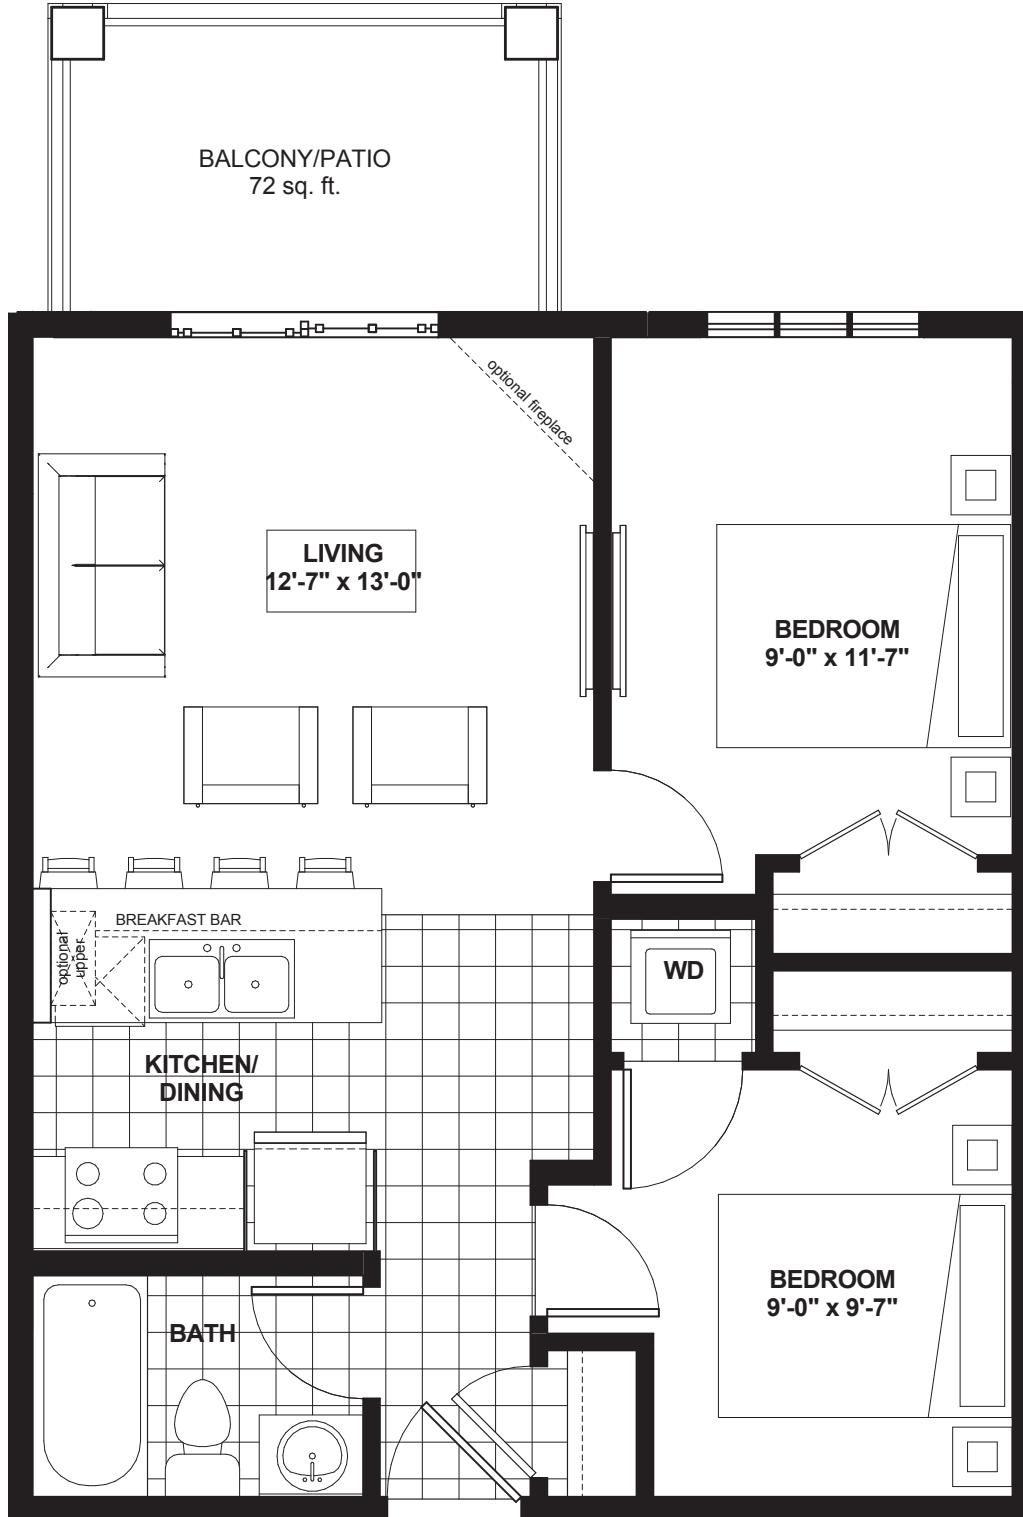 BALCONY/PATIO
72 sq. ft.
optional fireplace
LIVING
12'-7" x 13'-0"
BEDROOM
9'-0" x 11'-7"
BREAKFAST BAR
optional
upper
WD
KITCHEN/
DINING
BEDROOM
9'-0" x 9'-7"
BATH